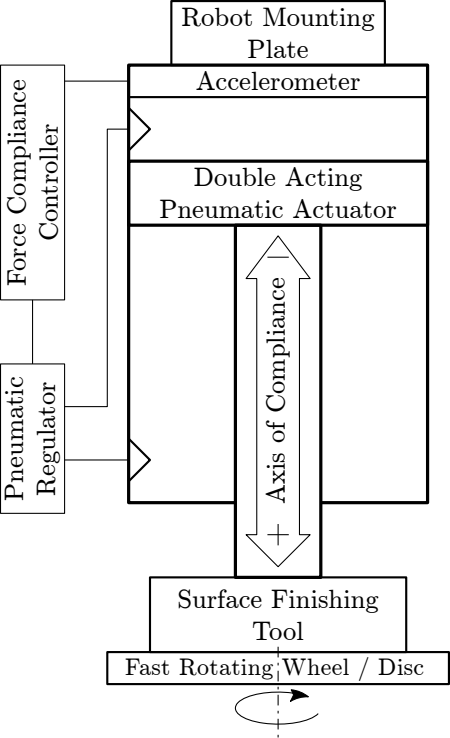 Robot Mounting
Plate
Accelerometer
Force Compliance
Controller
Double Acting
Pneumatic Actuator
−
Axis of Compliance
+
Pneumatic
Regulator
Surface Finishing
Tool
Fast Rotating Wheel / Disc